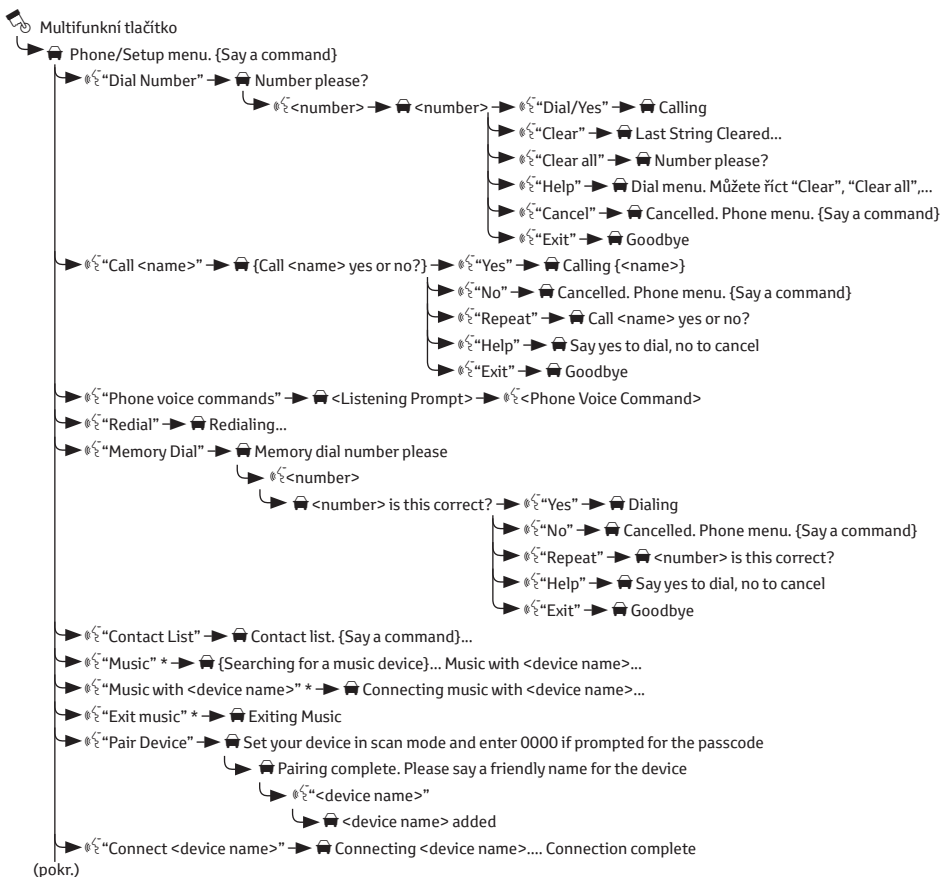 Multifunkní tlačítko
Phone/Setup menu. {Say a command}
“Dial Number” Number please?
<number> <number> “Dial/Yes” Calling
“Clear” Last String Cleared...
“Clear all” Number please?
“Help” Dial menu. Můžete říct “Clear”, “Clear all”,...
“Cancel” Cancelled. Phone menu. {Say a command}
“Exit” Goodbye
“Call <name>” {Call <name> yes or no?} “Yes” Calling {<name>}
“No” Cancelled. Phone menu. {Say a command}
“Repeat” Call <name> yes or no?
“Help” Say yes to dial, no to cancel
“Exit” Goodbye
“Phone voice commands” <Listening Prompt> <Phone Voice Command>
“Redial” Redialing...
“Memory Dial” Memory dial number please
<number>
<number> is this correct? “Yes” Dialing
“No” Cancelled. Phone menu. {Say a command}
“Repeat” <number> is this correct?
“Help” Say yes to dial, no to cancel
“Exit” Goodbye
“Contact List” Contact list. {Say a command}...
“Music” * {Searching for a music device}... Music with <device name>...
“Music with <device name>” * Connecting music with <device name>...
“Exit music” * Exiting Music
“Pair Device” Set your device in scan mode and enter 0000 if prompted for the passcode
Pairing complete. Please say a friendly name for the device
“<device name>”
<device name> added
“Connect <device name>” Connecting <device name>.... Connection complete
(pokr.)